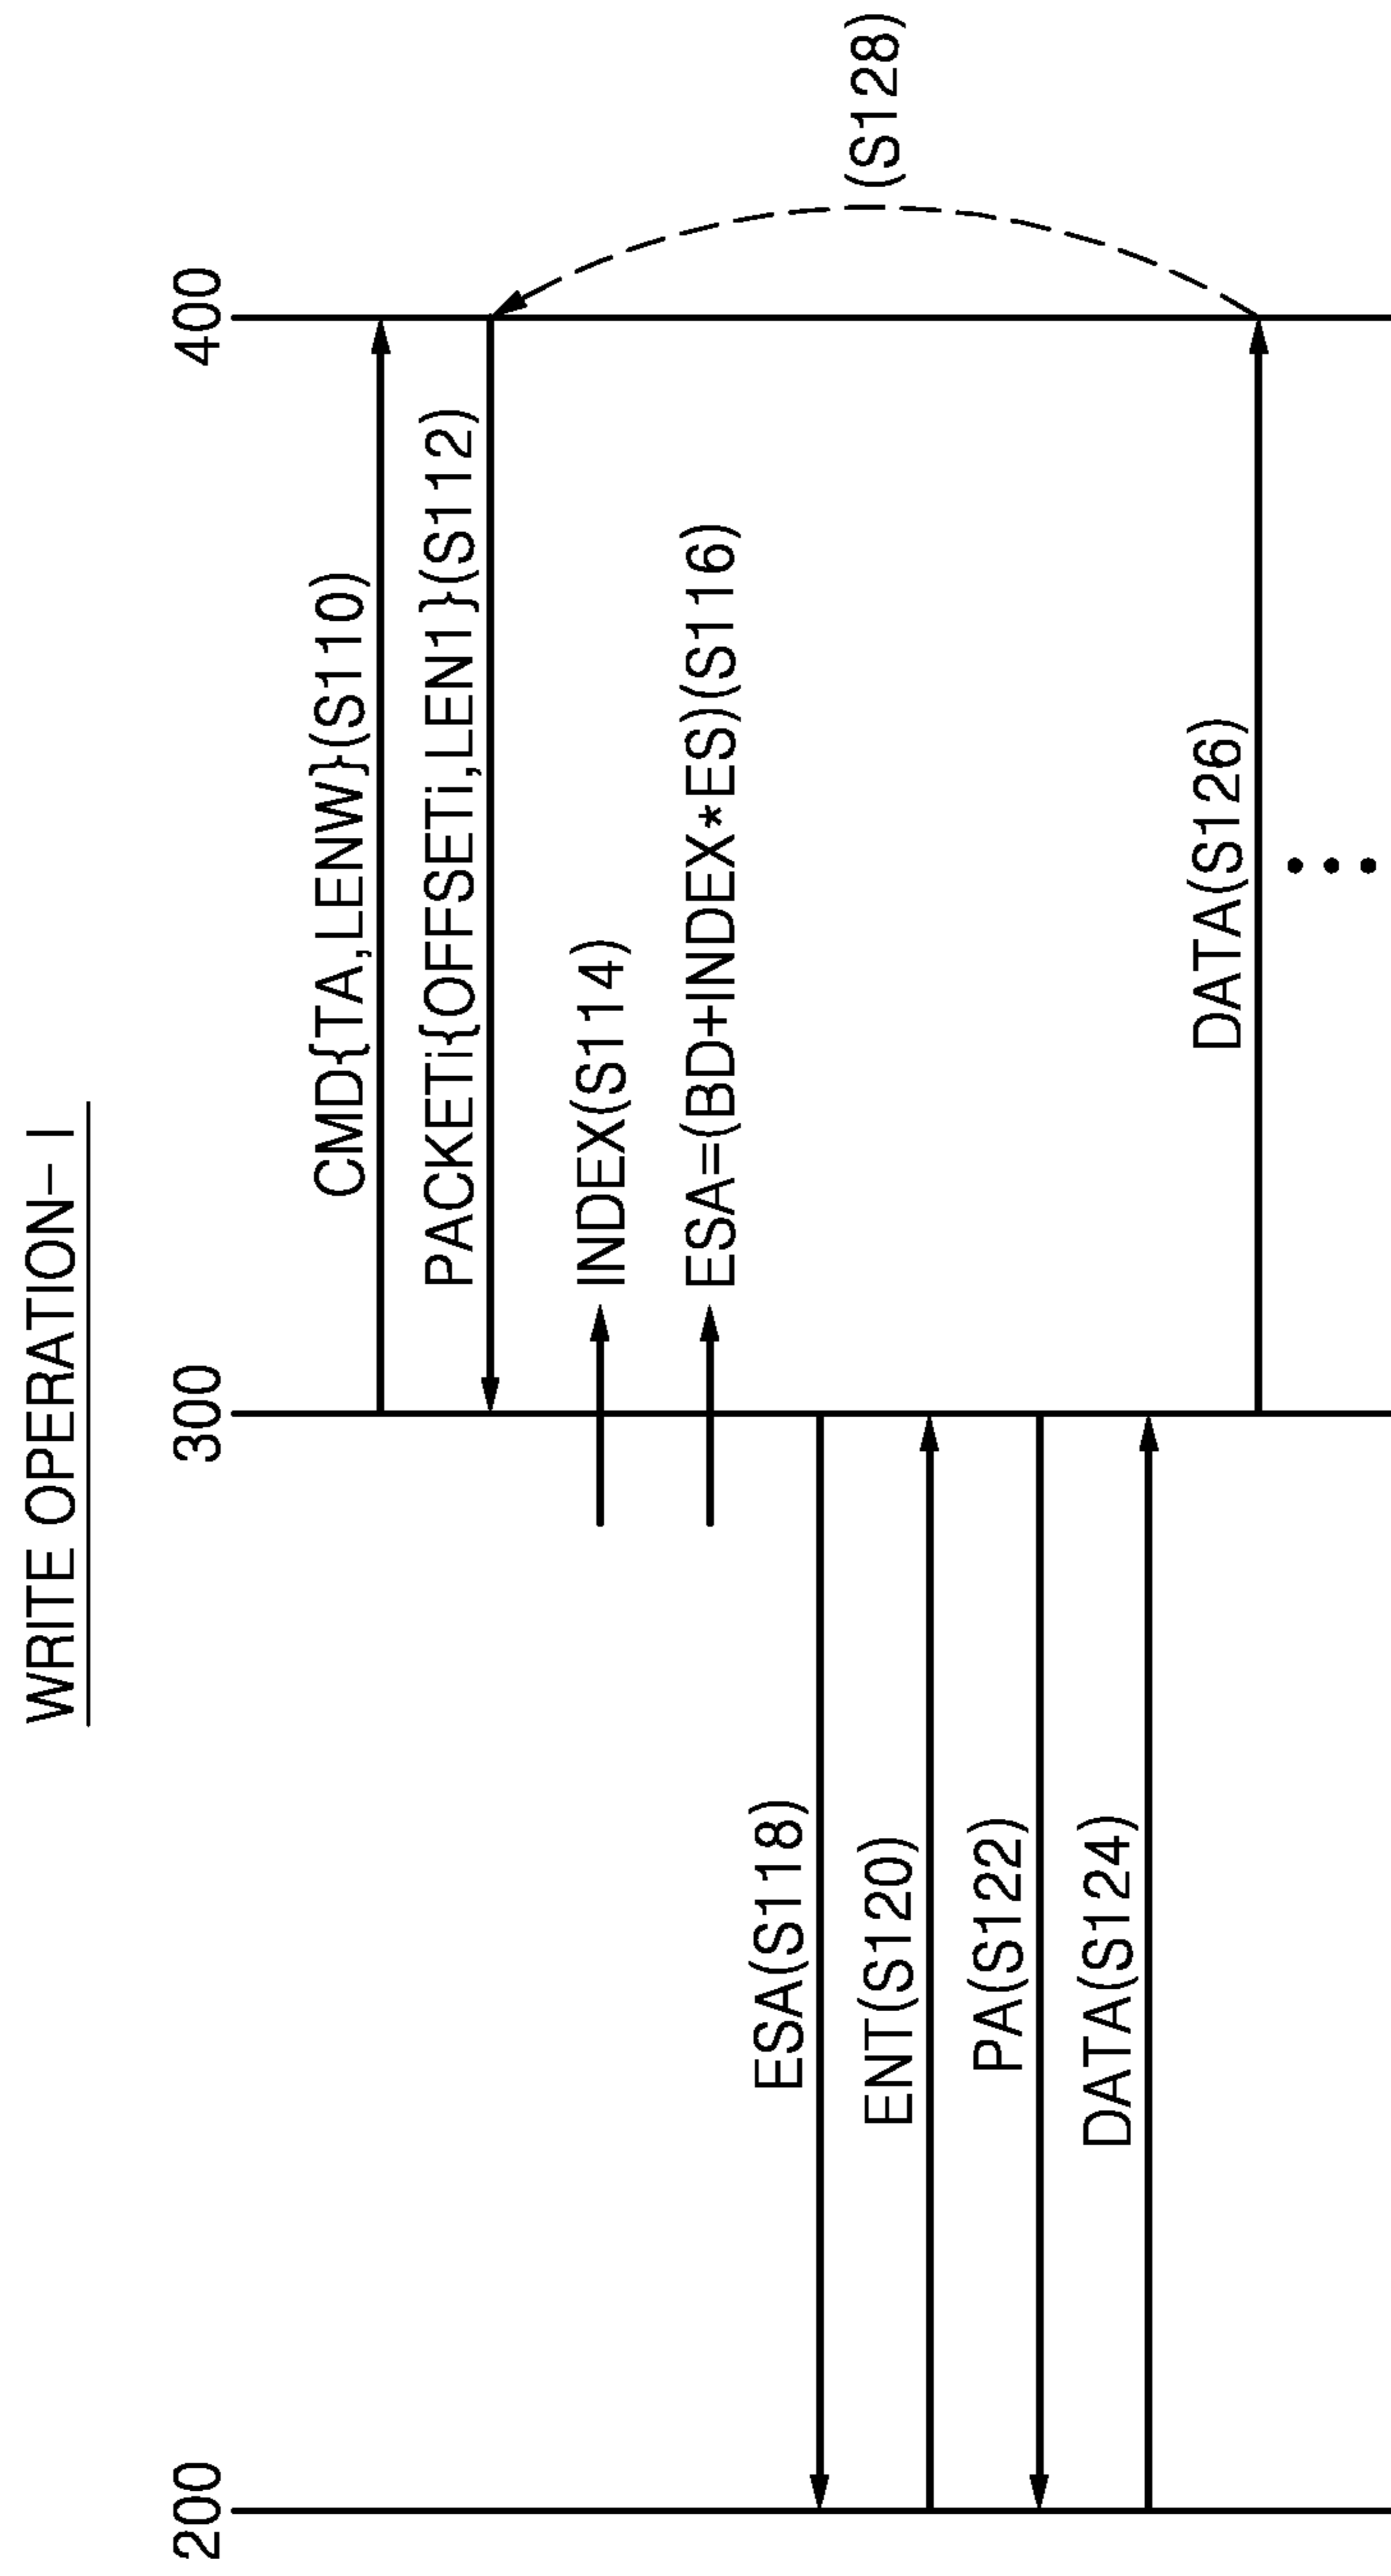 WRITE OPERATION-I
200
300
400
CMD{TA,LENW}(S110)
PACKETi{OFFSETi,LEN1}(S112)
INDEX(S114)
ESA=(BD+INDEX*ES)(S116)
ESA(S118)
ENT(S120)
PA(S122)
DATA(S124)
DATA(S126)
I(S128)